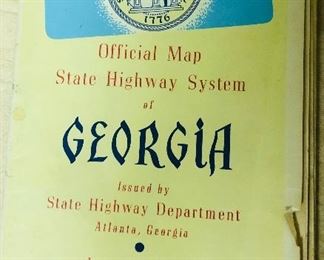 1776
Official Map
State Highway System
of
GEORGIA
Issued by
State Highway Department
Atlanta, Georgia